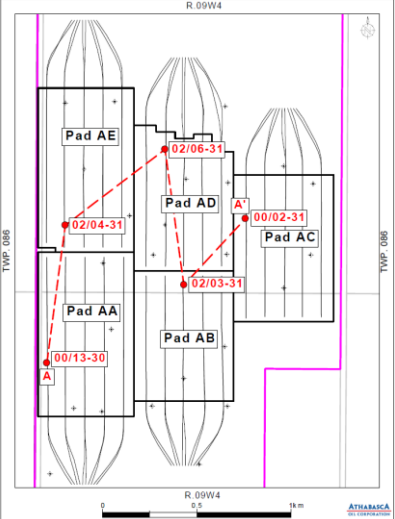 R.09W4
Pad AE
02/06-31
Pad AD
A'
02/04-31
00/02-31
Pad AC
TWP. 086
TWP. 086
02/03-31
Pad AA
Pad AB
00/13-30
A
R.09W4
0 0.5 1km
ATHABASCA
OIL CORPORATION